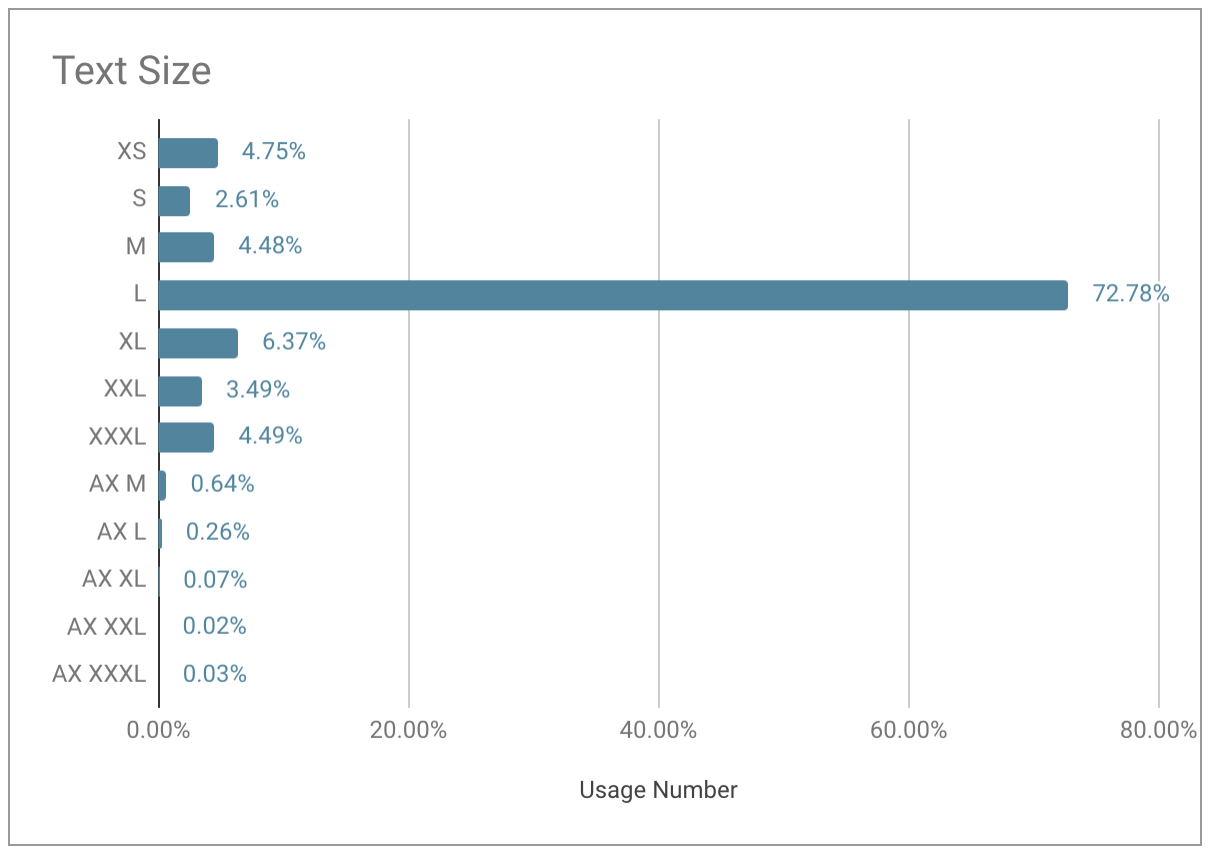 Text Size
XS 4.75%
S 2.61%
M 4.48%
L 72.78%
XL 6.37%
XXL 3.49%
XXXL 4.49%
AX M 0.64%
AX L 0.26%
AX XL 0.07%
AX XXL 0.02%
AX XXXL 0.03%
0.00% 20.00% 40.00% 60.00% 80.00%
Usage Number